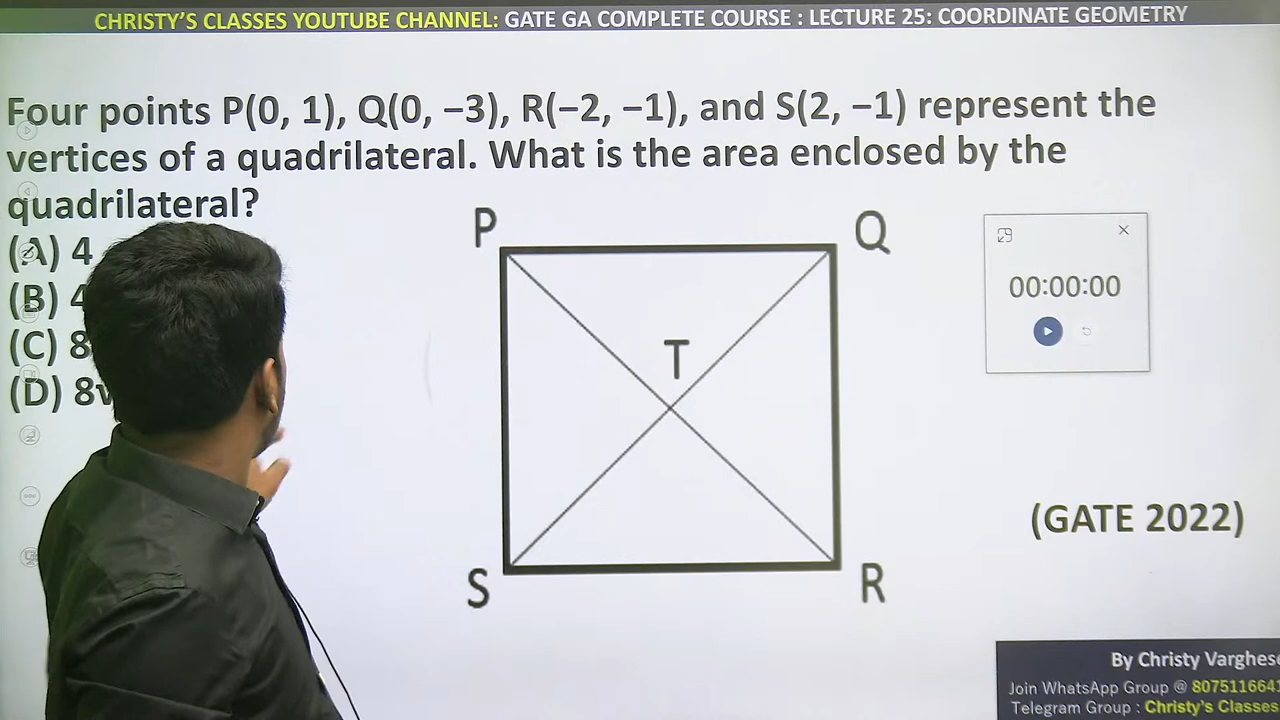 CHRISTY'S CLASSES YOUTUBE CHANNEL: GATE GA COMPLETE COURSE : LECTURE 25: COORDINATE GEOMETRY
Four points P(0, 1), Q(0, −3), R(−2, −1), and S(2, −1) represent the
vertices of a quadrilateral. What is the area enclosed by the
quadrilateral?
(A) 4
(B) 4
(C) 8
(D) 8
P
Q
T
S
R
00:00:00
(GATE 2022)
By Christy Varghese
Join WhatsApp Group @ 807511664
Telegram Group : Christy's Classes